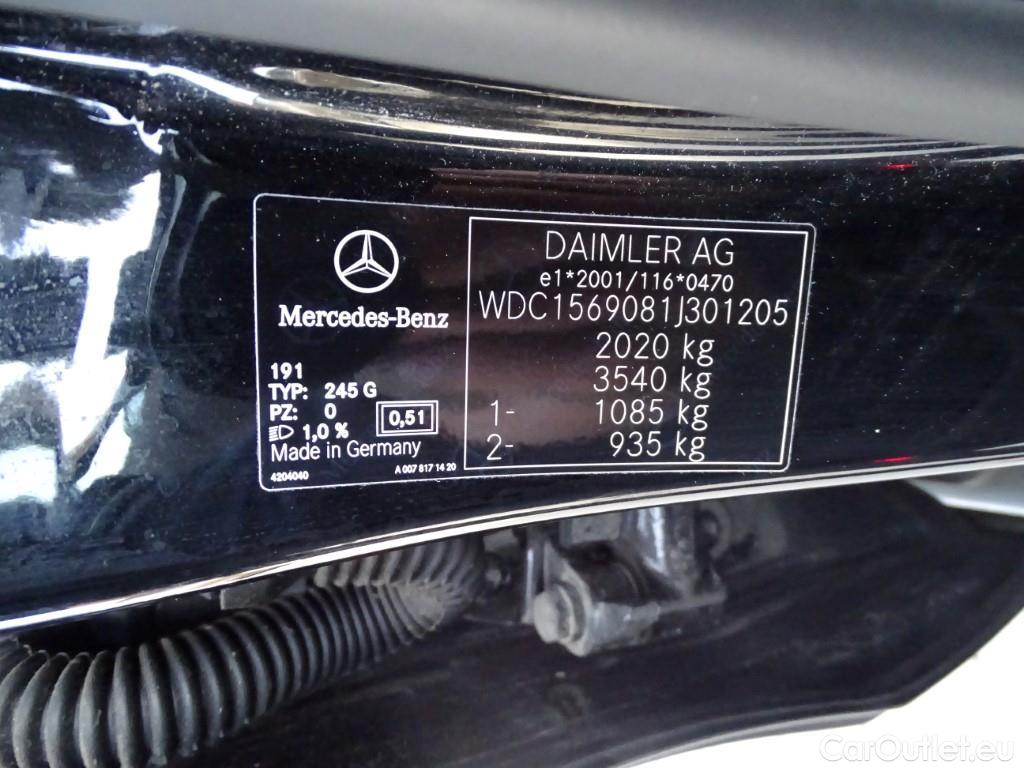 Mercedes-Benz
191
TYP: 245 G
PZ: 0
1,0 %
0,51
Made in Germany
4204040
A 007 817 14 20
DAIMLER AG
e1*2001/116*0470
WDC1569081J301205
2020 kg
3540 kg
1- 1085 kg
2- 935 kg
CarOutlet.eu